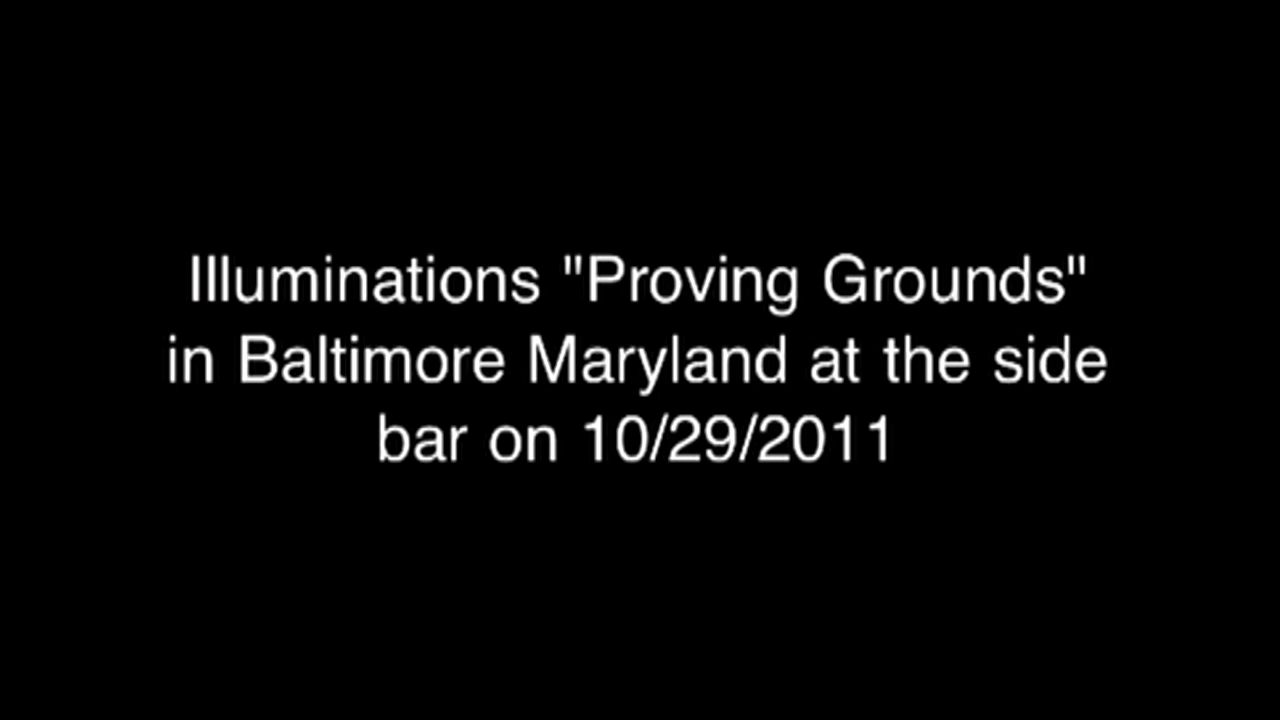 Illuminations "Proving Grounds"
in Baltimore Maryland at the side
bar on 10/29/2011